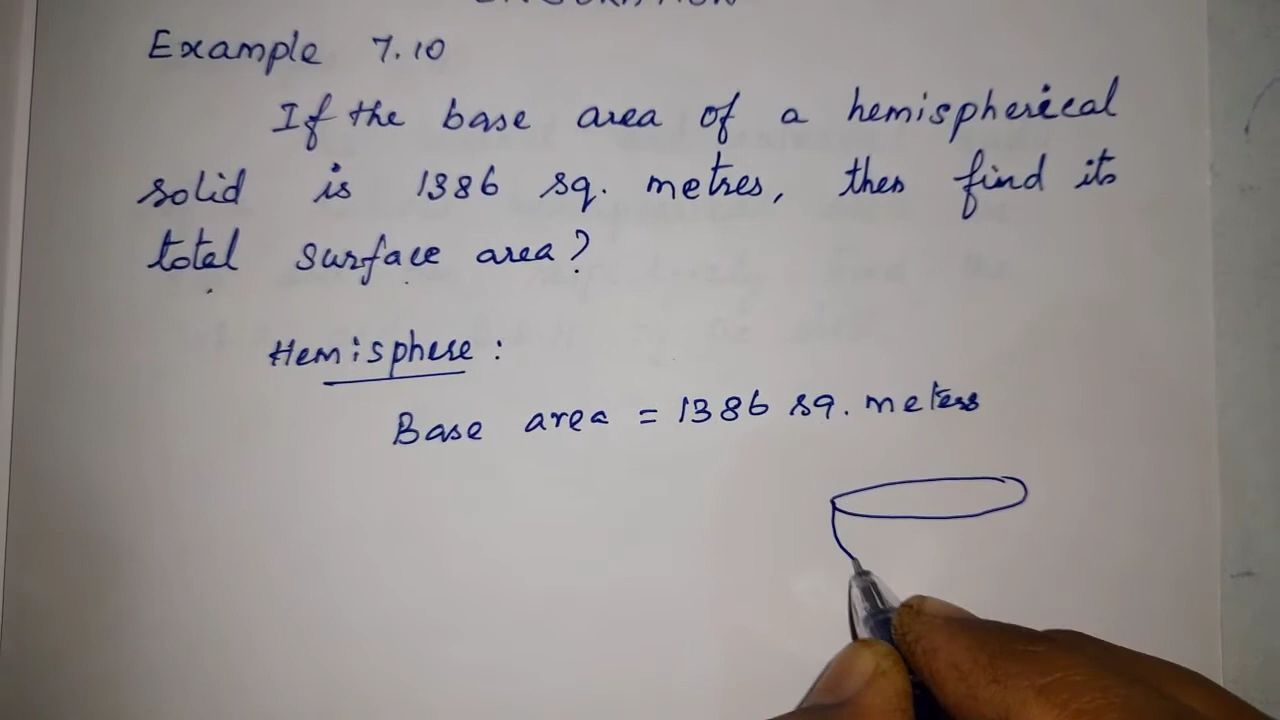 Example 7.10
If the base area of a hemispherical
solid is 1386 sq. metres, then find its
total surface area?
Hemisphere :
Base area = 1386 sq. meters